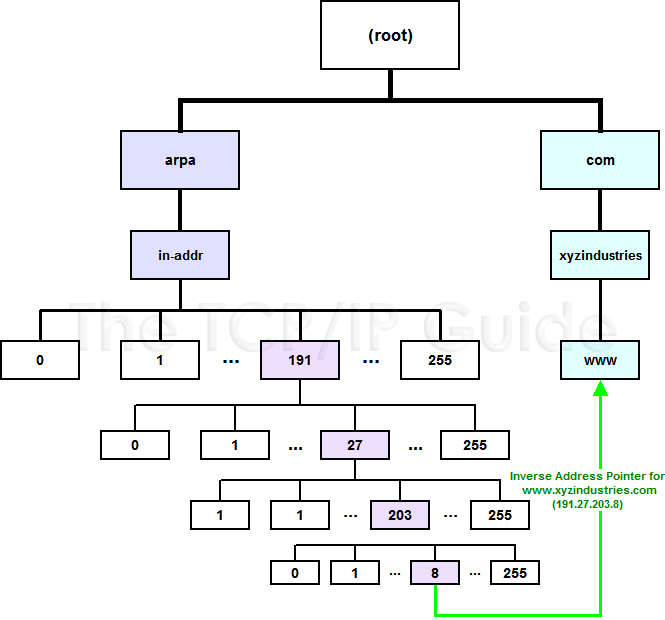 (root)
arpa
com
in-addr
xyzindustries
The TCP/IP Guide
0
1
...
191
...
255
www
0
1
...
27
...
255
Inverse Address Pointer for
www.xyzindustries.com
(191.27.203.8)
1
1
...
203
...
255
0
1
...
8
...
255